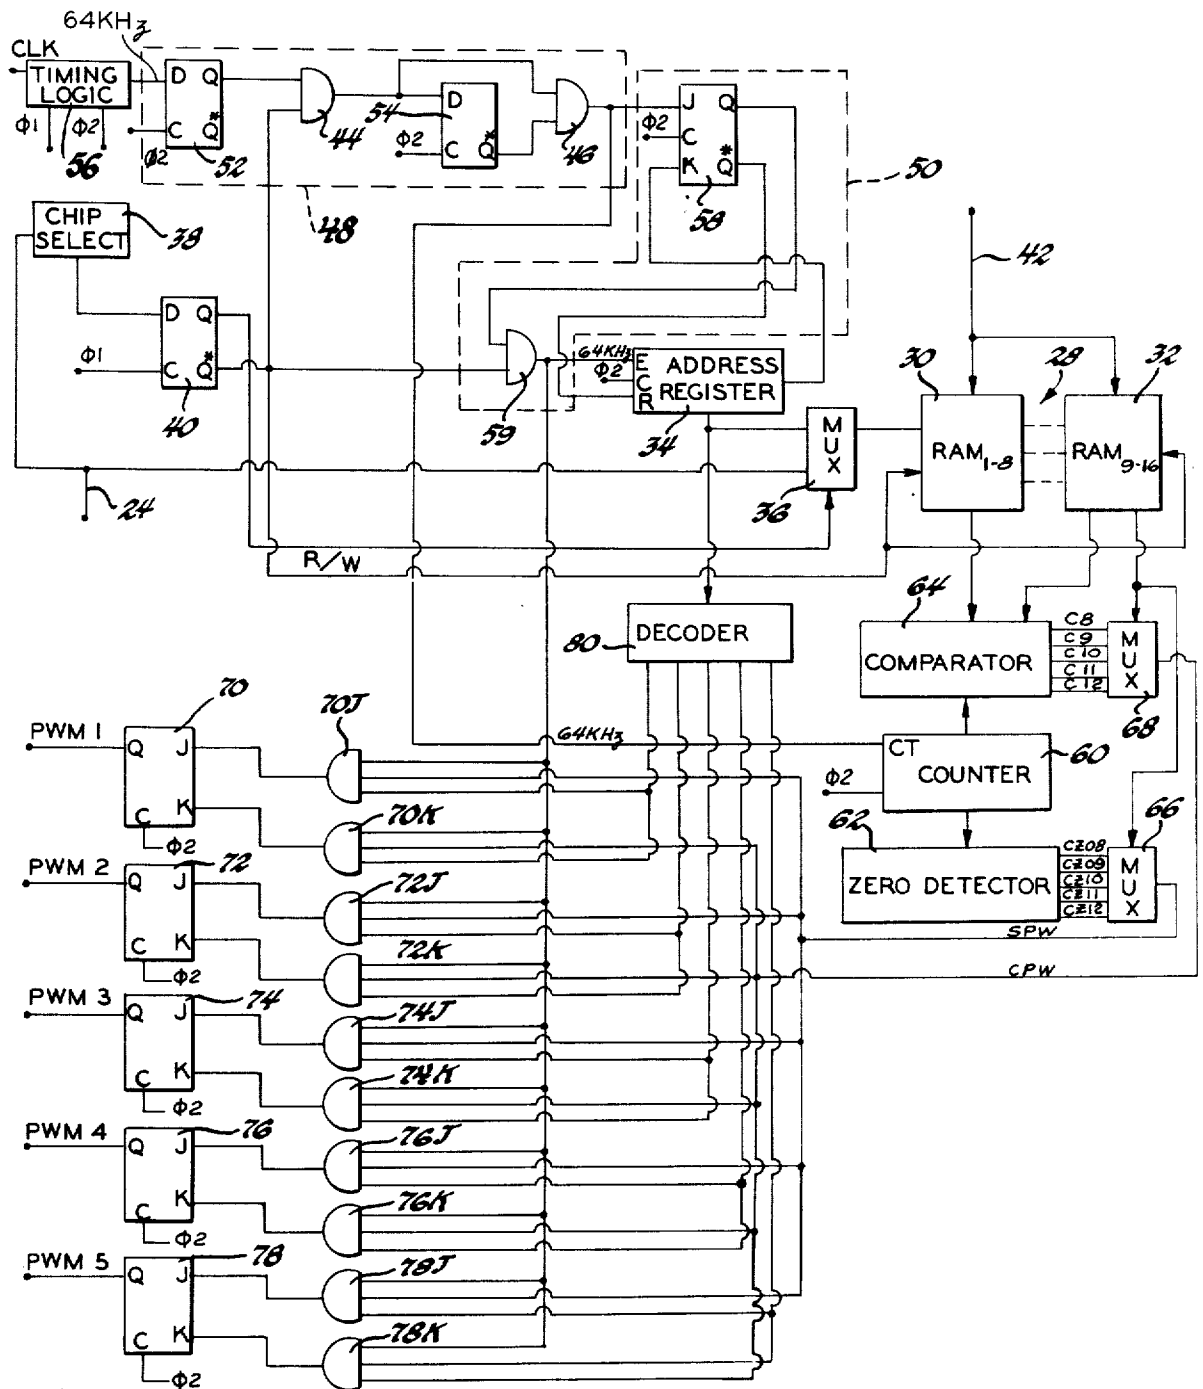 64KHz
CLK
TIMING
LOGIC
Φ1
Φ2
56
D Q
C Q*
Φ2
52
44
54
D
C Q*
Φ2
46
48
J Q
C
K Q*
Φ2
58
50
CHIP
SELECT
38
D Q
C Q*
Φ1
40
59
64KHz
Φ2
E
C
R
ADDRESS
REGISTER
34
MUX
36
24
R/W
42
30
28
32
RAM1-8
RAM9-16
DECODER
80
64
COMPARATOR
C8
C9
C10
C11
C12
MUX
68
64KHz
CT
COUNTER
60
Φ2
62
ZERO DETECTOR
CZ08
CZ09
CZ10
CZ11
CZ12
MUX
66
SPW
CPW
PWM 1
70
Q J
K
C
Φ2
70J
70K
PWM 2
72
Q J
K
C
Φ2
72J
72K
PWM 3
74
Q J
K
C
Φ2
74J
74K
PWM 4
76
Q J
K
C
Φ2
76J
76K
PWM 5
78
Q J
K
C
Φ2
78J
78K